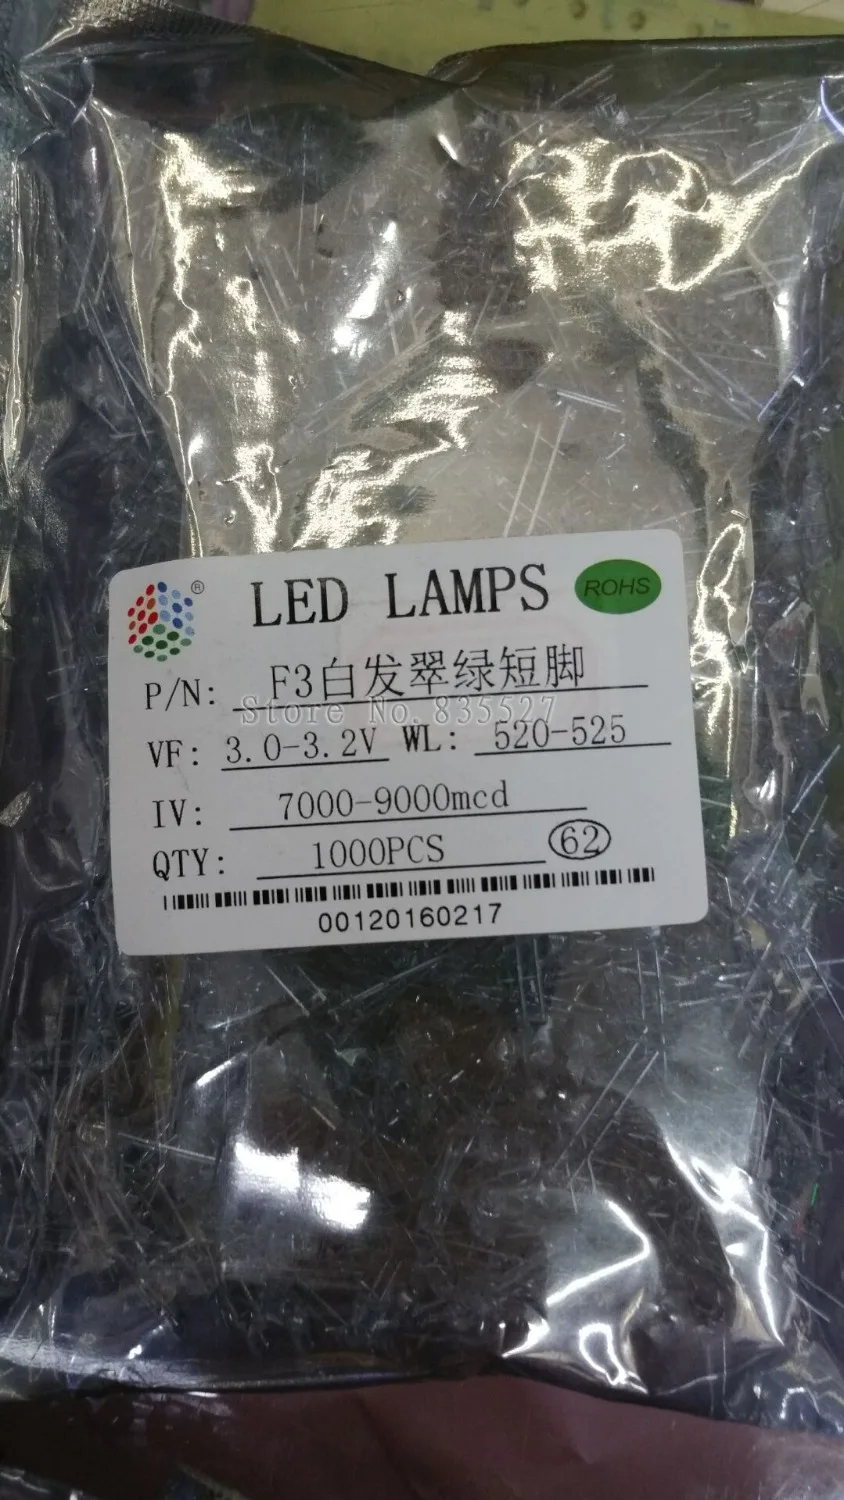 ®
LED LAMPS ROHS
P/N: F3白发翠绿短脚
Store No. 835527
VF: 3.0-3.2V WL: 520-525
IV: 7000-9000mcd
QTY: 1000PCS 62
00120160217